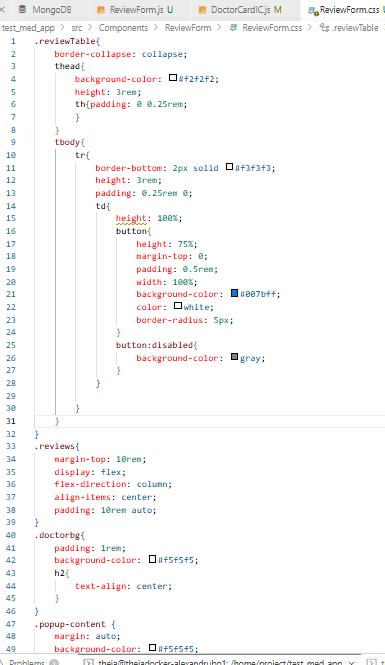 MongoDB ReviewForm.js U DoctorCardIC.js M ReviewForm.css
test_med_app > src > Components > ReviewForm > ReviewForm.css > .reviewTable
1 .reviewTable{
2 border-collapse: collapse;
3 thead{
4 background-color: #f2f2f2;
5 height: 3rem;
6 th{padding: 0 0.25rem;
7 }
8 }
9 tbody{
10 tr{
11 border-bottom: 2px solid #f3f3f3;
12 height: 3rem;
13 padding: 0.25rem 0;
14 td{
15 height: 100%;
16 button{
17 height: 75%;
18 margin-top: 0;
19 padding: 0.5rem;
20 width: 100%;
21 background-color: #007bff;
22 color: white;
23 border-radius: 5px;
24 }
25 button:disabled{
26 background-color: gray;
27 }
28 }
29
30 }
31 }
32 }
33 .reviews{
34 margin-top: 10rem;
35 display: flex;
36 flex-direction: column;
37 align-items: center;
38 padding: 10rem auto;
39 }
40 .doctorbg{
41 padding: 1rem;
42 background-color: #f5f5f5;
43 h2{
44 text-align: center;
45 }
46 }
47 .popup-content {
48 margin: auto;
49 background-color: #f5f5f5;
Problems 1 theia@theiadocker-alexandruho1: /home/project/test_med_app